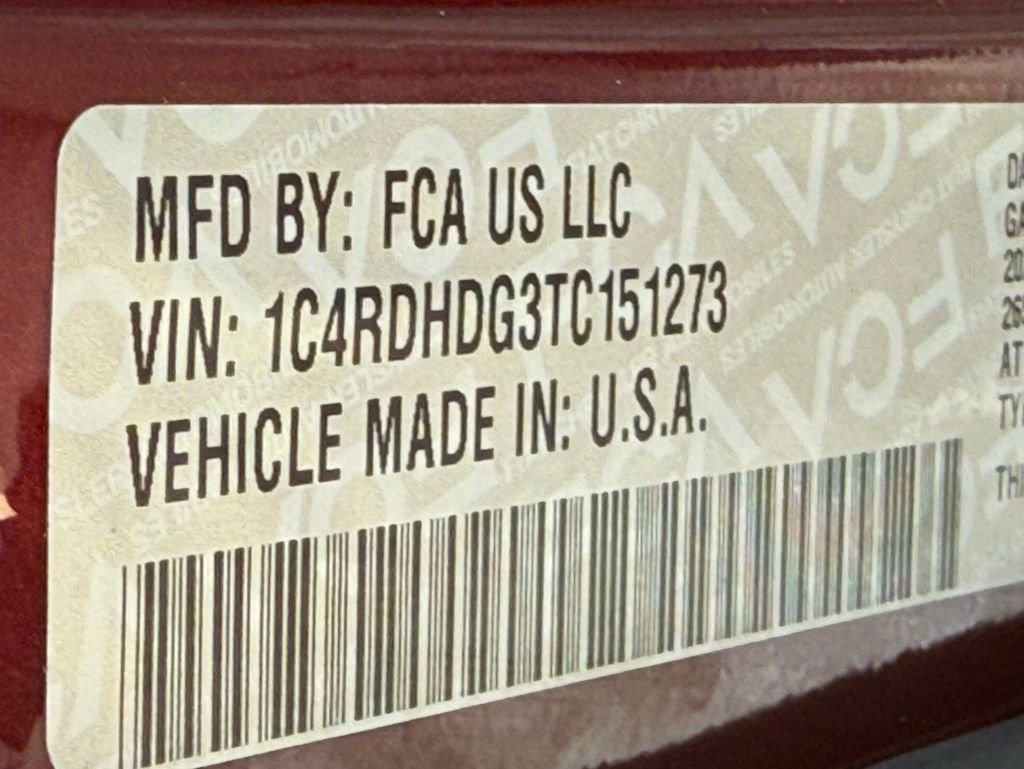 MFD BY: FCA US LLC
VIN: 1C4RDHDG3TC151273
VEHICLE MADE IN: U.S.A.